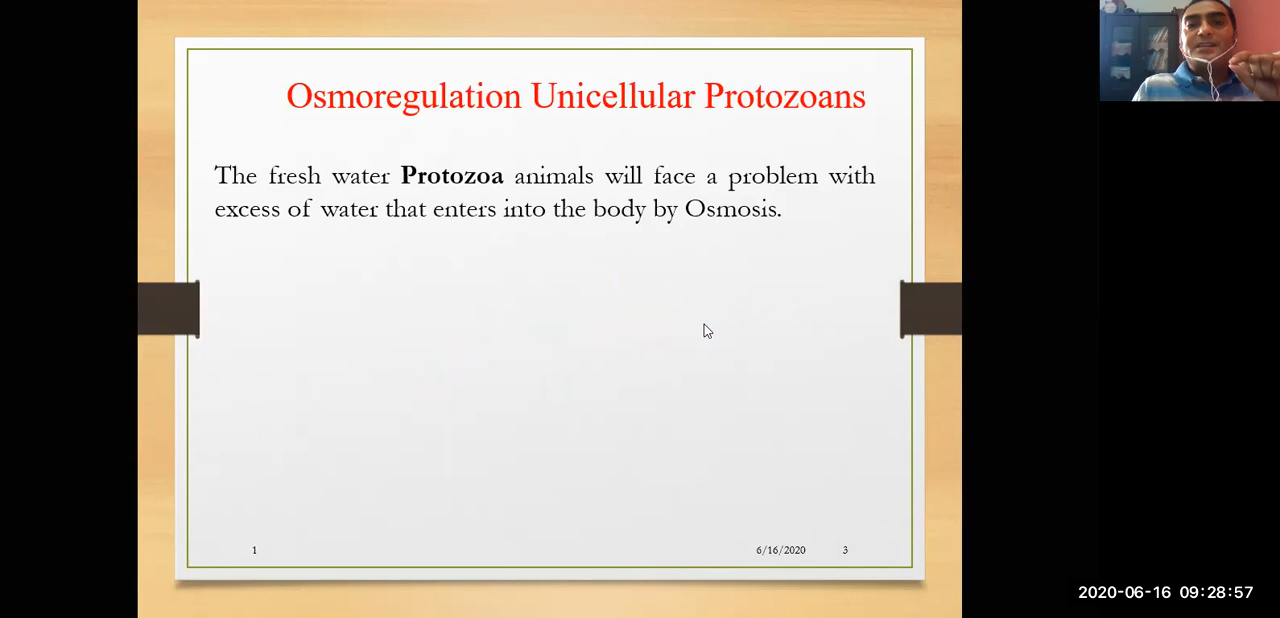 Osmoregulation Unicellular Protozoans
The fresh water Protozoa animals will face a problem with
excess of water that enters into the body by Osmosis.
1
6/16/2020
3
2020-06-16 09:28:57